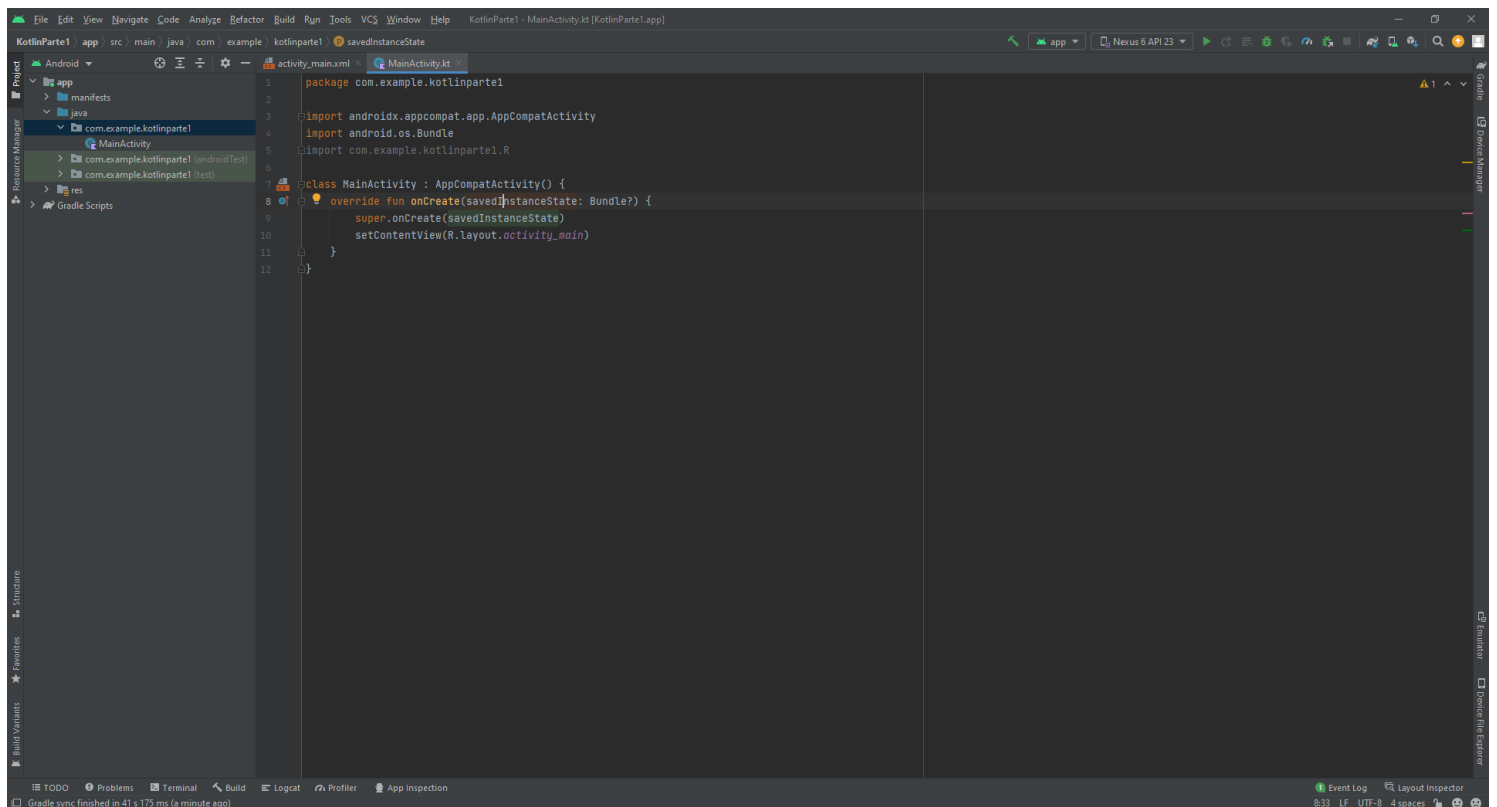 File Edit View Navigate Code Analyze Refactor Build Run Tools VCS Window Help KotlinParte1 - MainActivity.kt [KotlinParte1.app]
KotlinParte1 app src main java com example kotlinparte1 savedInstanceState
app Nexus 6 API 23
Android
activity_main.xml MainActivity.kt
Project
Resource Manager
Structure
Favorites
Build Variants
app
manifests
java
com.example.kotlinparte1
MainActivity
com.example.kotlinparte1 (androidTest)
com.example.kotlinparte1 (test)
res
Gradle Scripts
1 package com.example.kotlinparte1
2
3 import androidx.appcompat.app.AppCompatActivity
4 import android.os.Bundle
5 import com.example.kotlinparte1.R
6
7 class MainActivity : AppCompatActivity() {
8 override fun onCreate(savedInstanceState: Bundle?) {
9 super.onCreate(savedInstanceState)
10 setContentView(R.layout.activity_main)
11 }
12 }
1
Gradle
Device Manager
Emulator
Device File Explorer
TODO Problems Terminal Build Logcat Profiler App Inspection
1 Event Log Layout Inspector
Gradle sync finished in 41 s 175 ms (a minute ago)
8:33 LF UTF-8 4 spaces